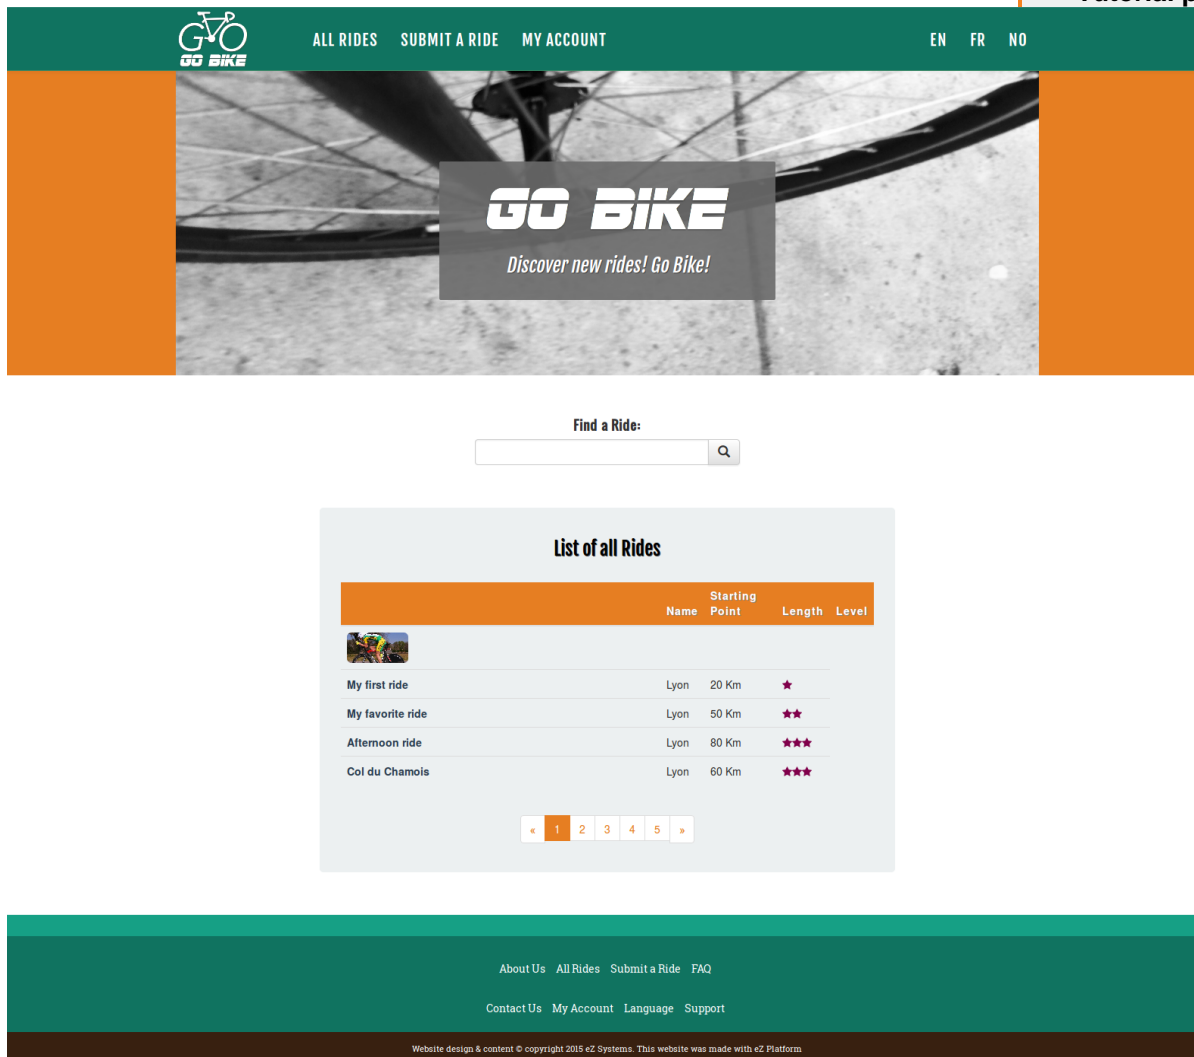 Tutorial
GO BIKE
ALL RIDES SUBMIT A RIDE MY ACCOUNT EN FR NO
GO BIKE
Discover new rides! Go Bike!
Find a Ride:
List of all Rides
Name Starting Point Length Level
My first ride Lyon 20 Km ★
My favorite ride Lyon 50 Km ★★
Afternoon ride Lyon 80 Km ★★★
Col du Chamois Lyon 60 Km ★★★
« 1 2 3 4 5 »
About Us All Rides Submit a Ride FAQ
Contact Us My Account Language Support
Website design & content © copyright 2015 eZ Systems. This website was made with eZ Platform